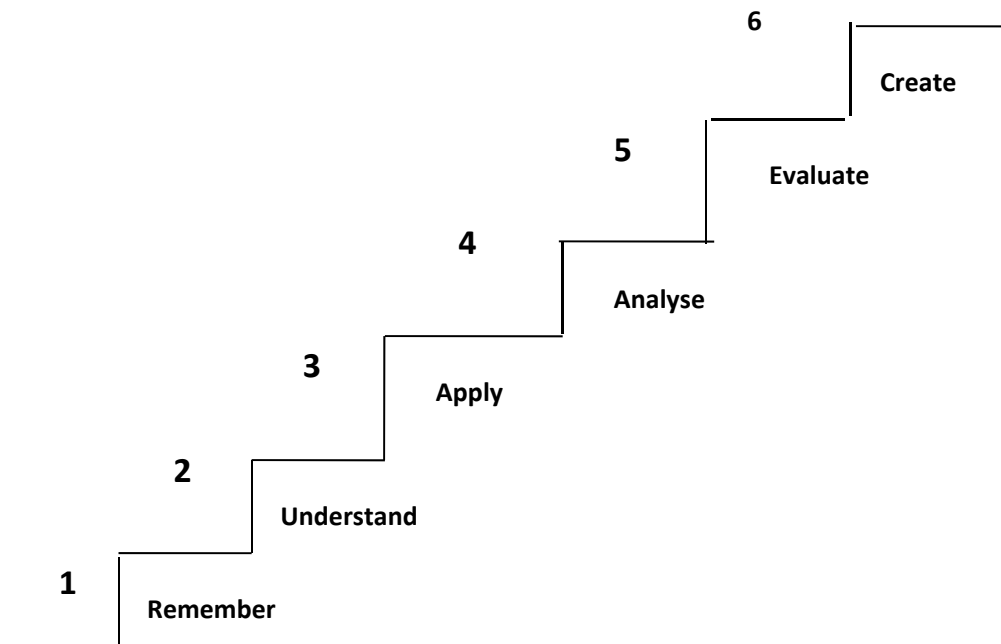 6
Create
5
Evaluate
4
Analyse
3
Apply
2
Understand
1
Remember